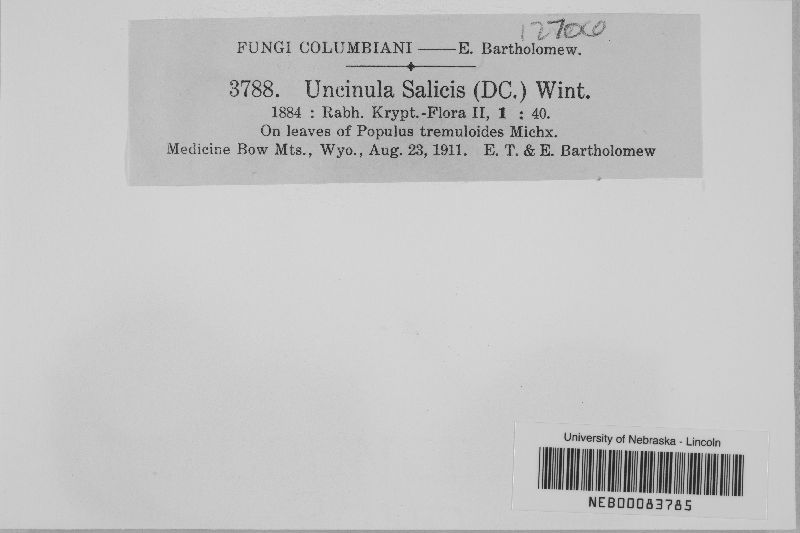 127000
FUNGI COLUMBIANI —— E. Bartholomew.
3788. Uncinula Salicis (DC.) Wint.
1884 : Rabh. Krypt.-Flora II, 1 : 40.
On leaves of Populus tremuloides Michx.
Medicine Bow Mts., Wyo., Aug. 23, 1911. E. T. & E. Bartholomew
University of Nebraska - Lincoln
NEB00083785